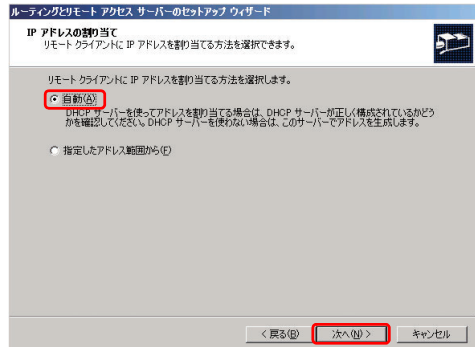 ルーティングとリモート アクセス サーバーのセットアップ ウィザード
IP アドレスの割り当て
リモート クライアントに IP アドレスを割り当てる方法を選択できます。
リモート クライアントに IP アドレスを割り当てる方法を選択します。
自動(A)
DHCP サーバーを使ってアドレスを割り当てる場合は、DHCP サーバーが正しく構成されているかどう
かを確認してください。DHCP サーバーを使わない場合は、このサーバーでアドレスを生成します。
指定したアドレス範囲から(F)
< 戻る(B)
次へ(N) >
キャンセル